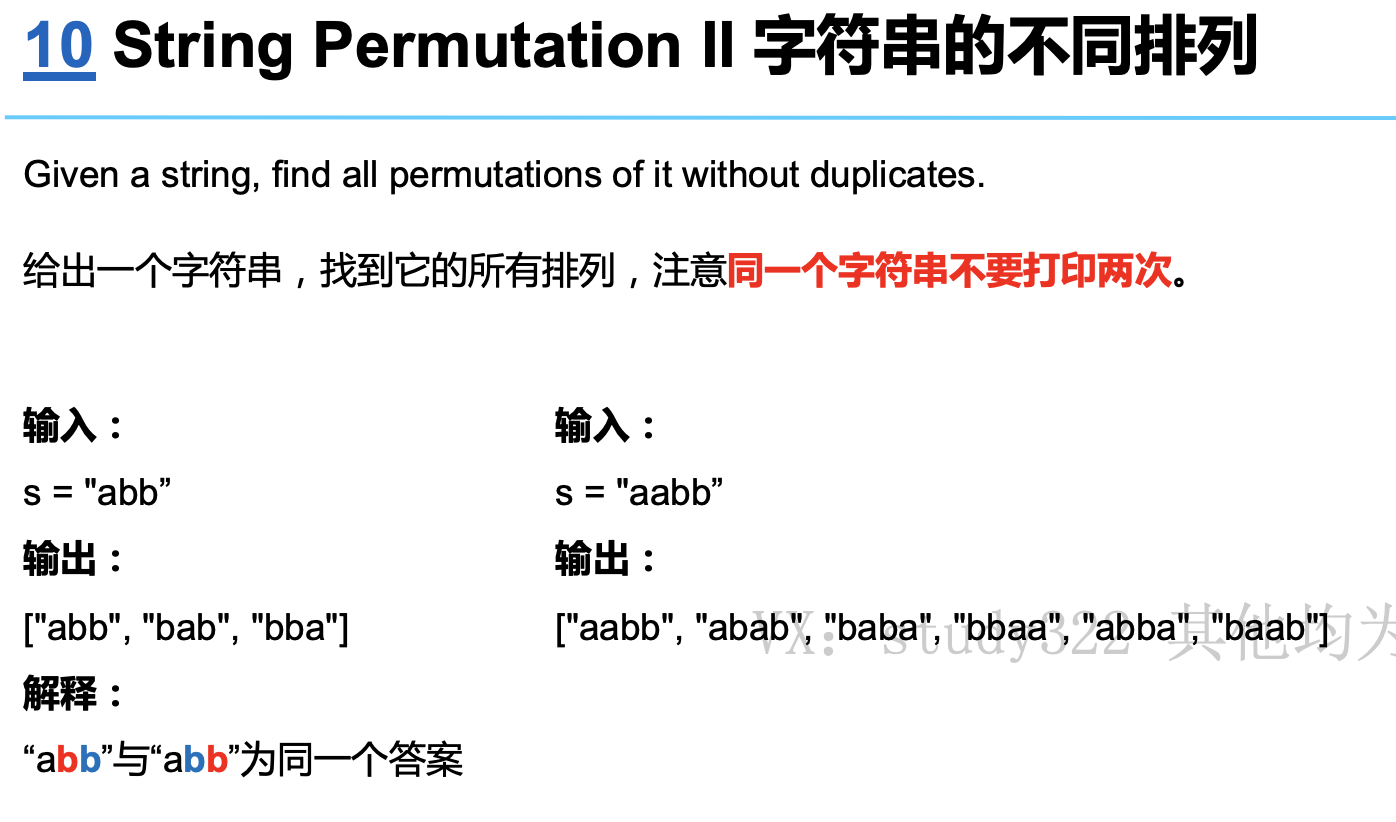 10 String Permutation II 字符串的不同排列
Given a string, find all permutations of it without duplicates.
给出一个字符串，找到它的所有排列，注意同一个字符串不要打印两次。
输入：
s = "abb”
输出：
["abb", "bab", "bba"]
解释：
“abb”与“abb”为同一个答案
输入：
s = "aabb”
输出：
["aabb", "abab", "baba", "bbaa", "abba", "baab"]
VX: study322 其他均为